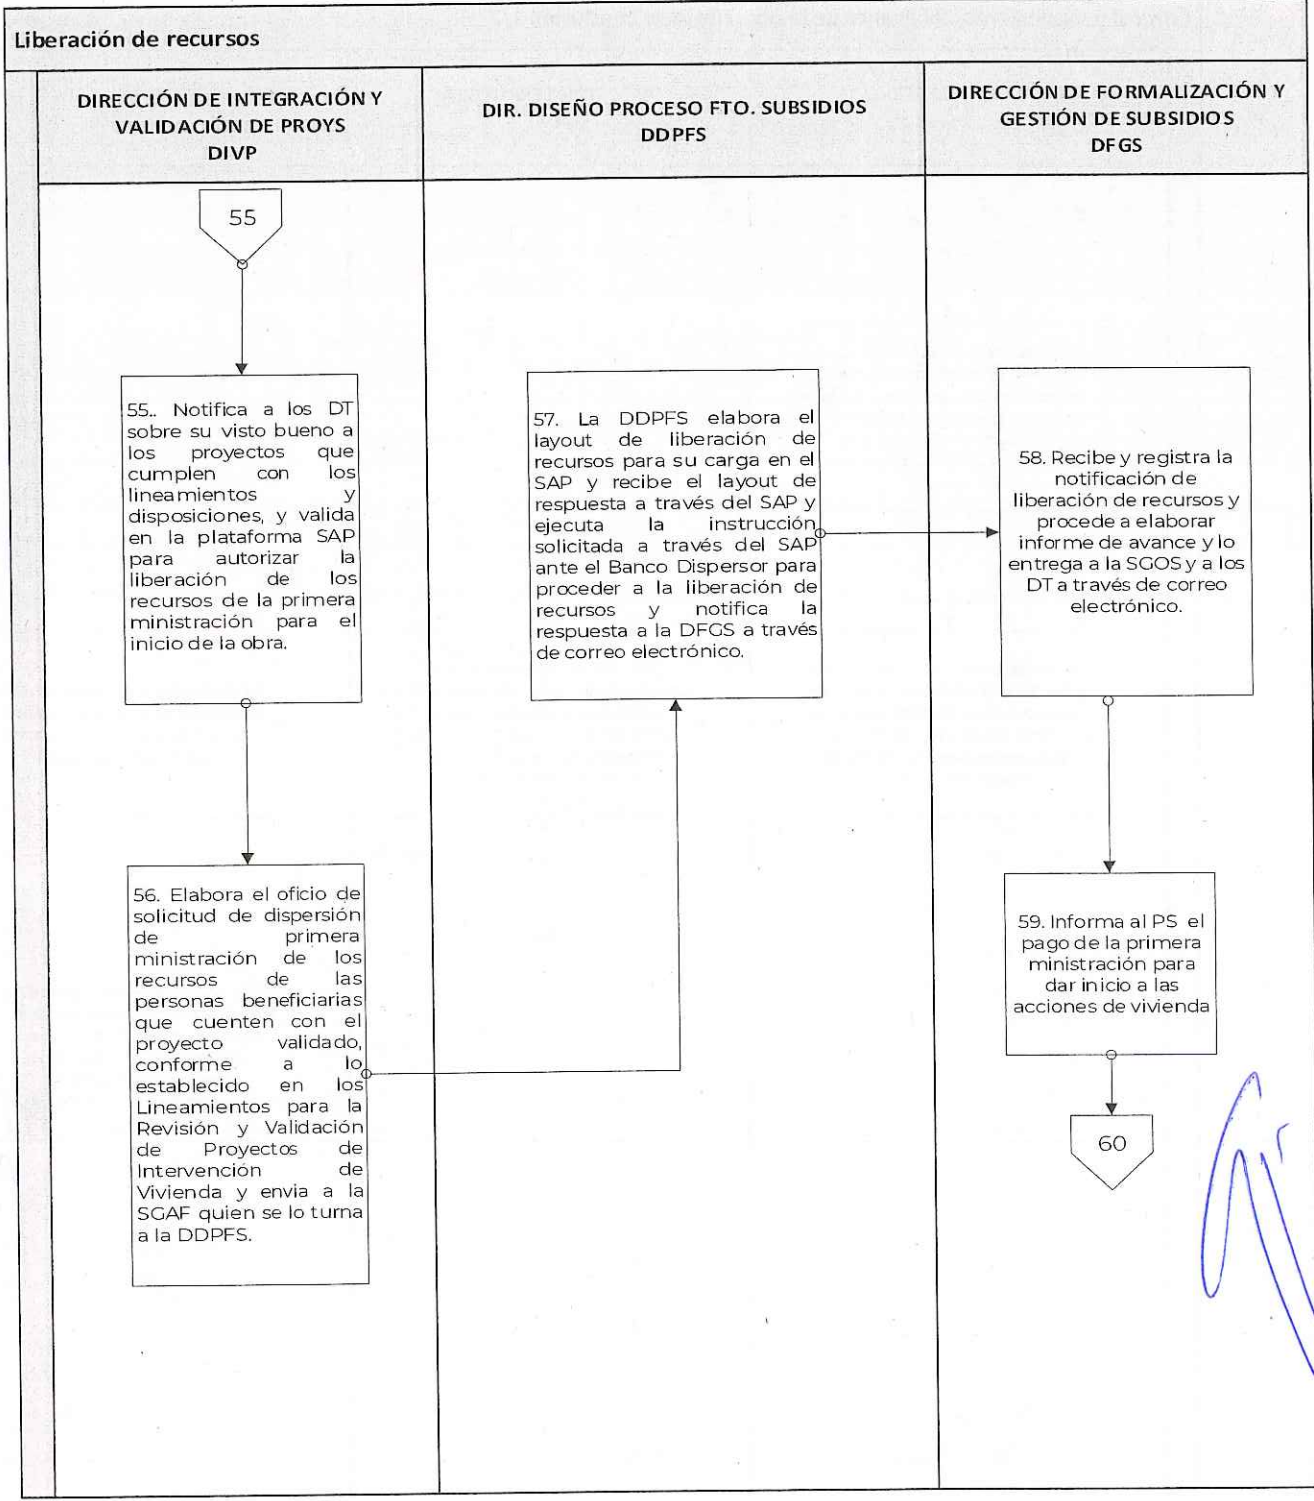 Liberación de recursos
DIRECCIÓN DE INTEGRACIÓN Y
VALIDACIÓN DE PROYS
DIVP
DIR. DISEÑO PROCESO FTO. SUBSIDIOS
DDPFS
DIRECCIÓN DE FORMALIZACIÓN Y
GESTIÓN DE SUBSIDIOS
DFGS
55
55.. Notifica a los DT
sobre su visto bueno a
los proyectos que
cumplen con los
lineamientos y
disposiciones, y valida
en la plataforma SAP
para autorizar la
liberación de los
recursos de la primera
ministración para el
inicio de la obra.
56. Elabora el oficio de
solicitud de dispersión
de primera
ministración de los
recursos de las
personas beneficiarias
que cuenten con el
proyecto validado,
conforme a lo
establecido en los
Lineamientos para la
Revisión y Validación
de Proyectos de
Intervención de
Vivienda y envia a la
SGAF quien se lo turna
a la DDPFS.
57. La DDPFS elabora el
layout de liberación de
recursos para su carga en el
SAP y recibe el layout de
respuesta a través del SAP y
ejecuta la instrucción
solicitada a través del SAP
ante el Banco Dispersor para
proceder a la liberación de
recursos y notifica la
respuesta a la DFGS a través
de correo electrónico.
58. Recibe y registra la
notificación de
liberación de recursos y
procede a elaborar
informe de avance y lo
entrega a la SGOS y a los
DT a través de correo
electrónico.
59. Informa al PS el
pago de la primera
ministración para
dar inicio a las
acciones de vivienda
60